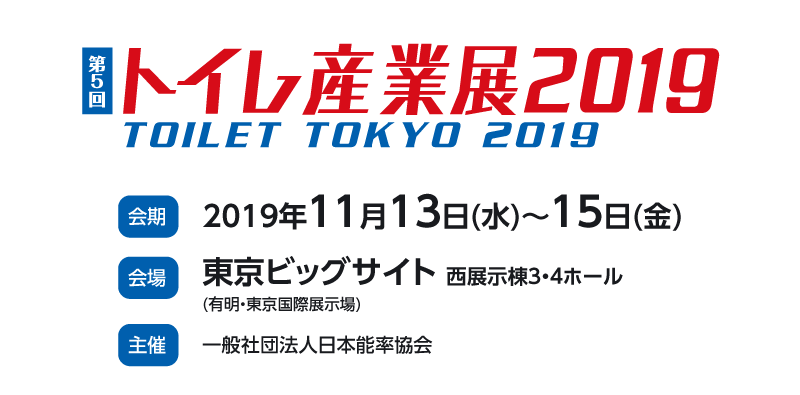 第5回
トイレ産業展2019
TOILET TOKYO 2019
会期 2019年11月13日(水)～15日(金)
会場 東京ビッグサイト 西展示棟3・4ホール
(有明・東京国際展示場)
主催 一般社団法人日本能率協会